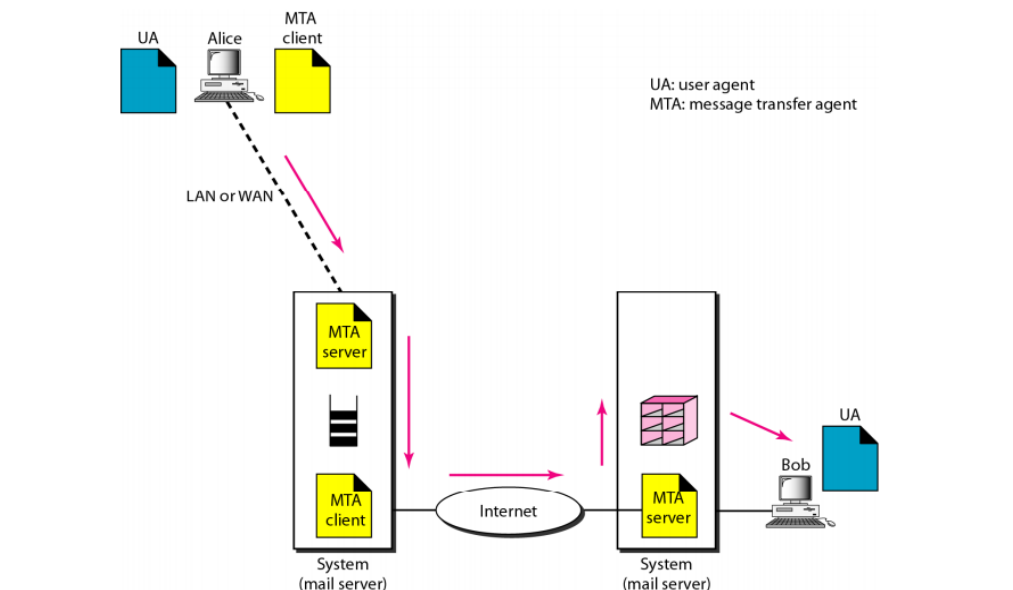 UA
Alice
MTA
client
UA: user agent
MTA: message transfer agent
LAN or WAN
MTA
server
MTA
client
Internet
MTA
server
UA
Bob
System
(mail server)
System
(mail server)